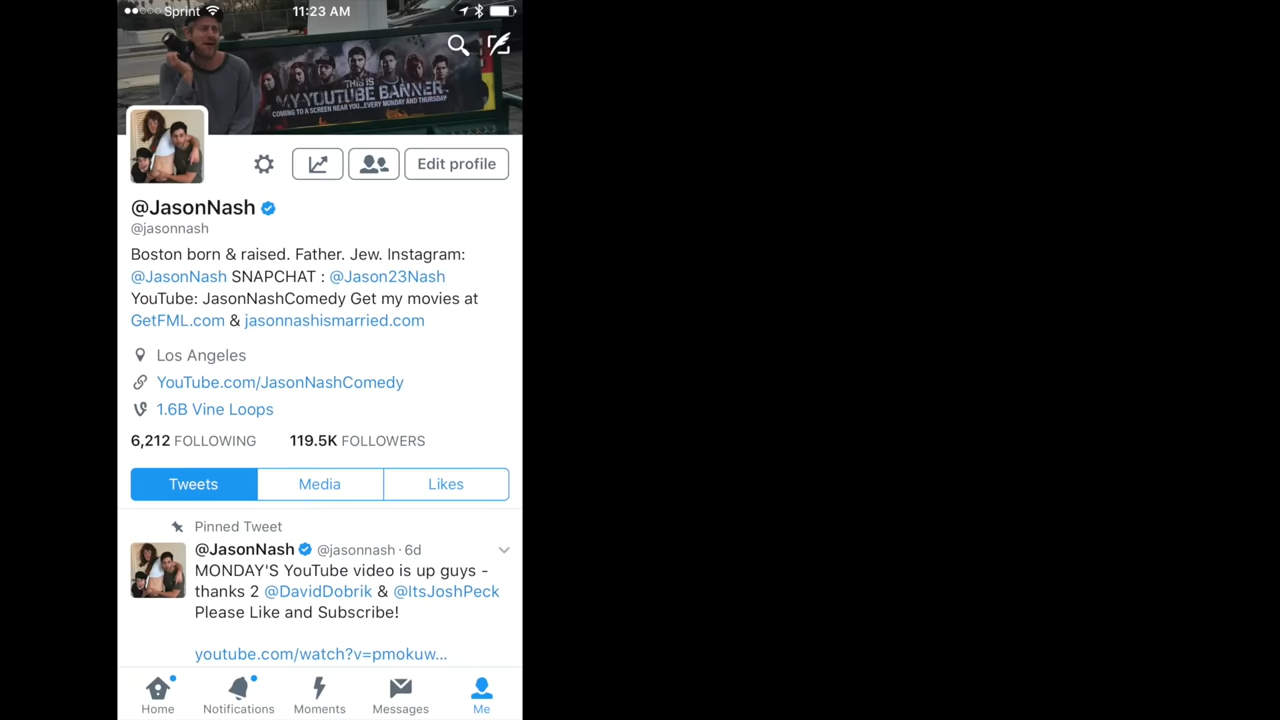 Sprint
11:23 AM
THIS IS
MY YOUTUBE BANNER
COMING TO A SCREEN NEAR YOU...EVERY MONDAY AND THURSDAY
Edit profile
@JasonNash
@jasonnash
Boston born & raised. Father. Jew. Instagram:
@JasonNash SNAPCHAT : @Jason23Nash
YouTube: JasonNashComedy Get my movies at
GetFML.com & jasonnashismarried.com
Los Angeles
YouTube.com/JasonNashComedy
1.6B Vine Loops
6,212 FOLLOWING 119.5K FOLLOWERS
Tweets Media Likes
Pinned Tweet
@JasonNash @jasonnash · 6d
MONDAY'S YouTube video is up guys -
thanks 2 @DavidDobrik & @ItsJoshPeck
Please Like and Subscribe!
youtube.com/watch?v=pmokuw...
Home Notifications Moments Messages Me